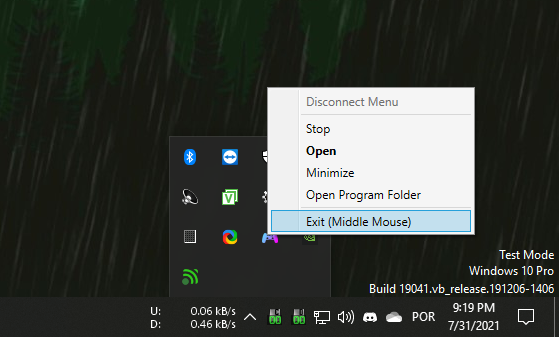 Disconnect Menu
Stop
Open
Minimize
Open Program Folder
Exit (Middle Mouse)
Test Mode
Windows 10 Pro
Build 19041.vb_release.191206-1406
U: 0.06 kB/s
D: 0.46 kB/s
POR
9:19 PM
7/31/2021